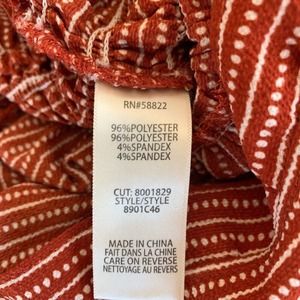 RN#58822
96%POLYESTER
96%POLYESTER
4%SPANDEX
4%SPANDEX
CUT: 8001829
STYLE/STYLE
8901C46
MADE IN CHINA
FAIT DANS LA CHINE
CARE ON REVERSE
NETTOYAGE AU REVERS